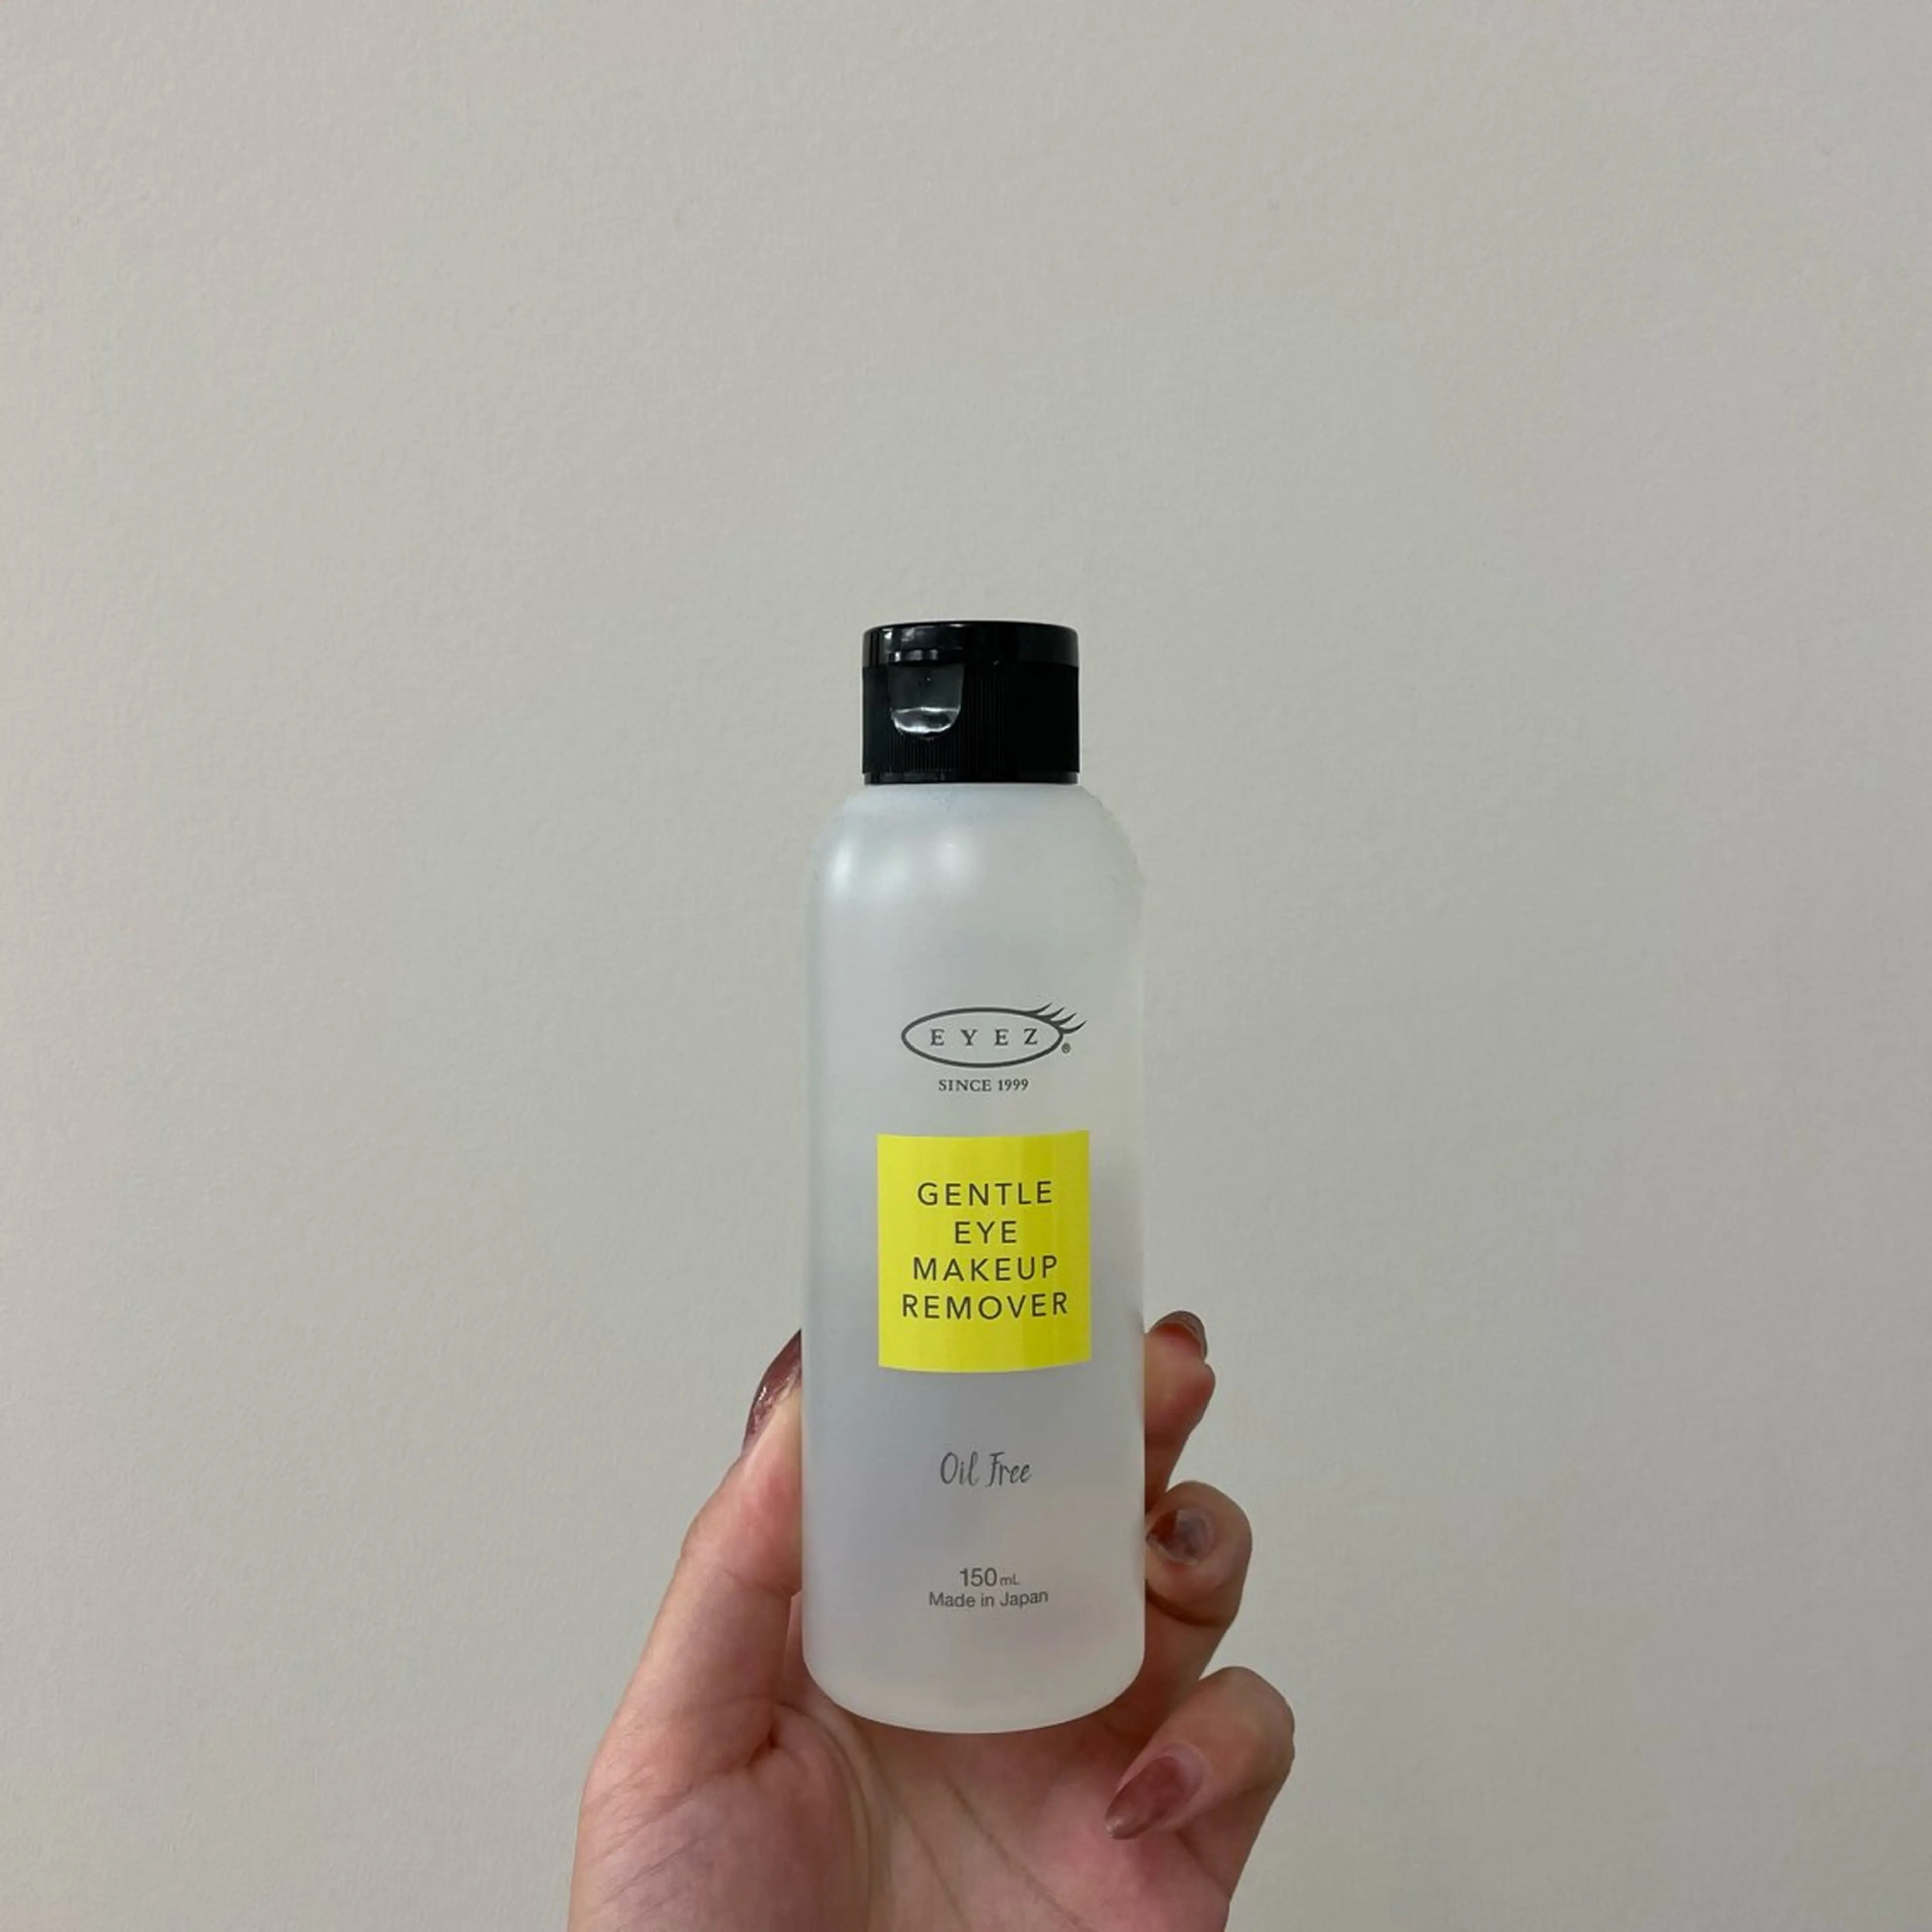 EYEZ®
SINCE 1999
GENTLE
EYE
MAKEUP
REMOVER
Oil Free
150mL
Made in Japan